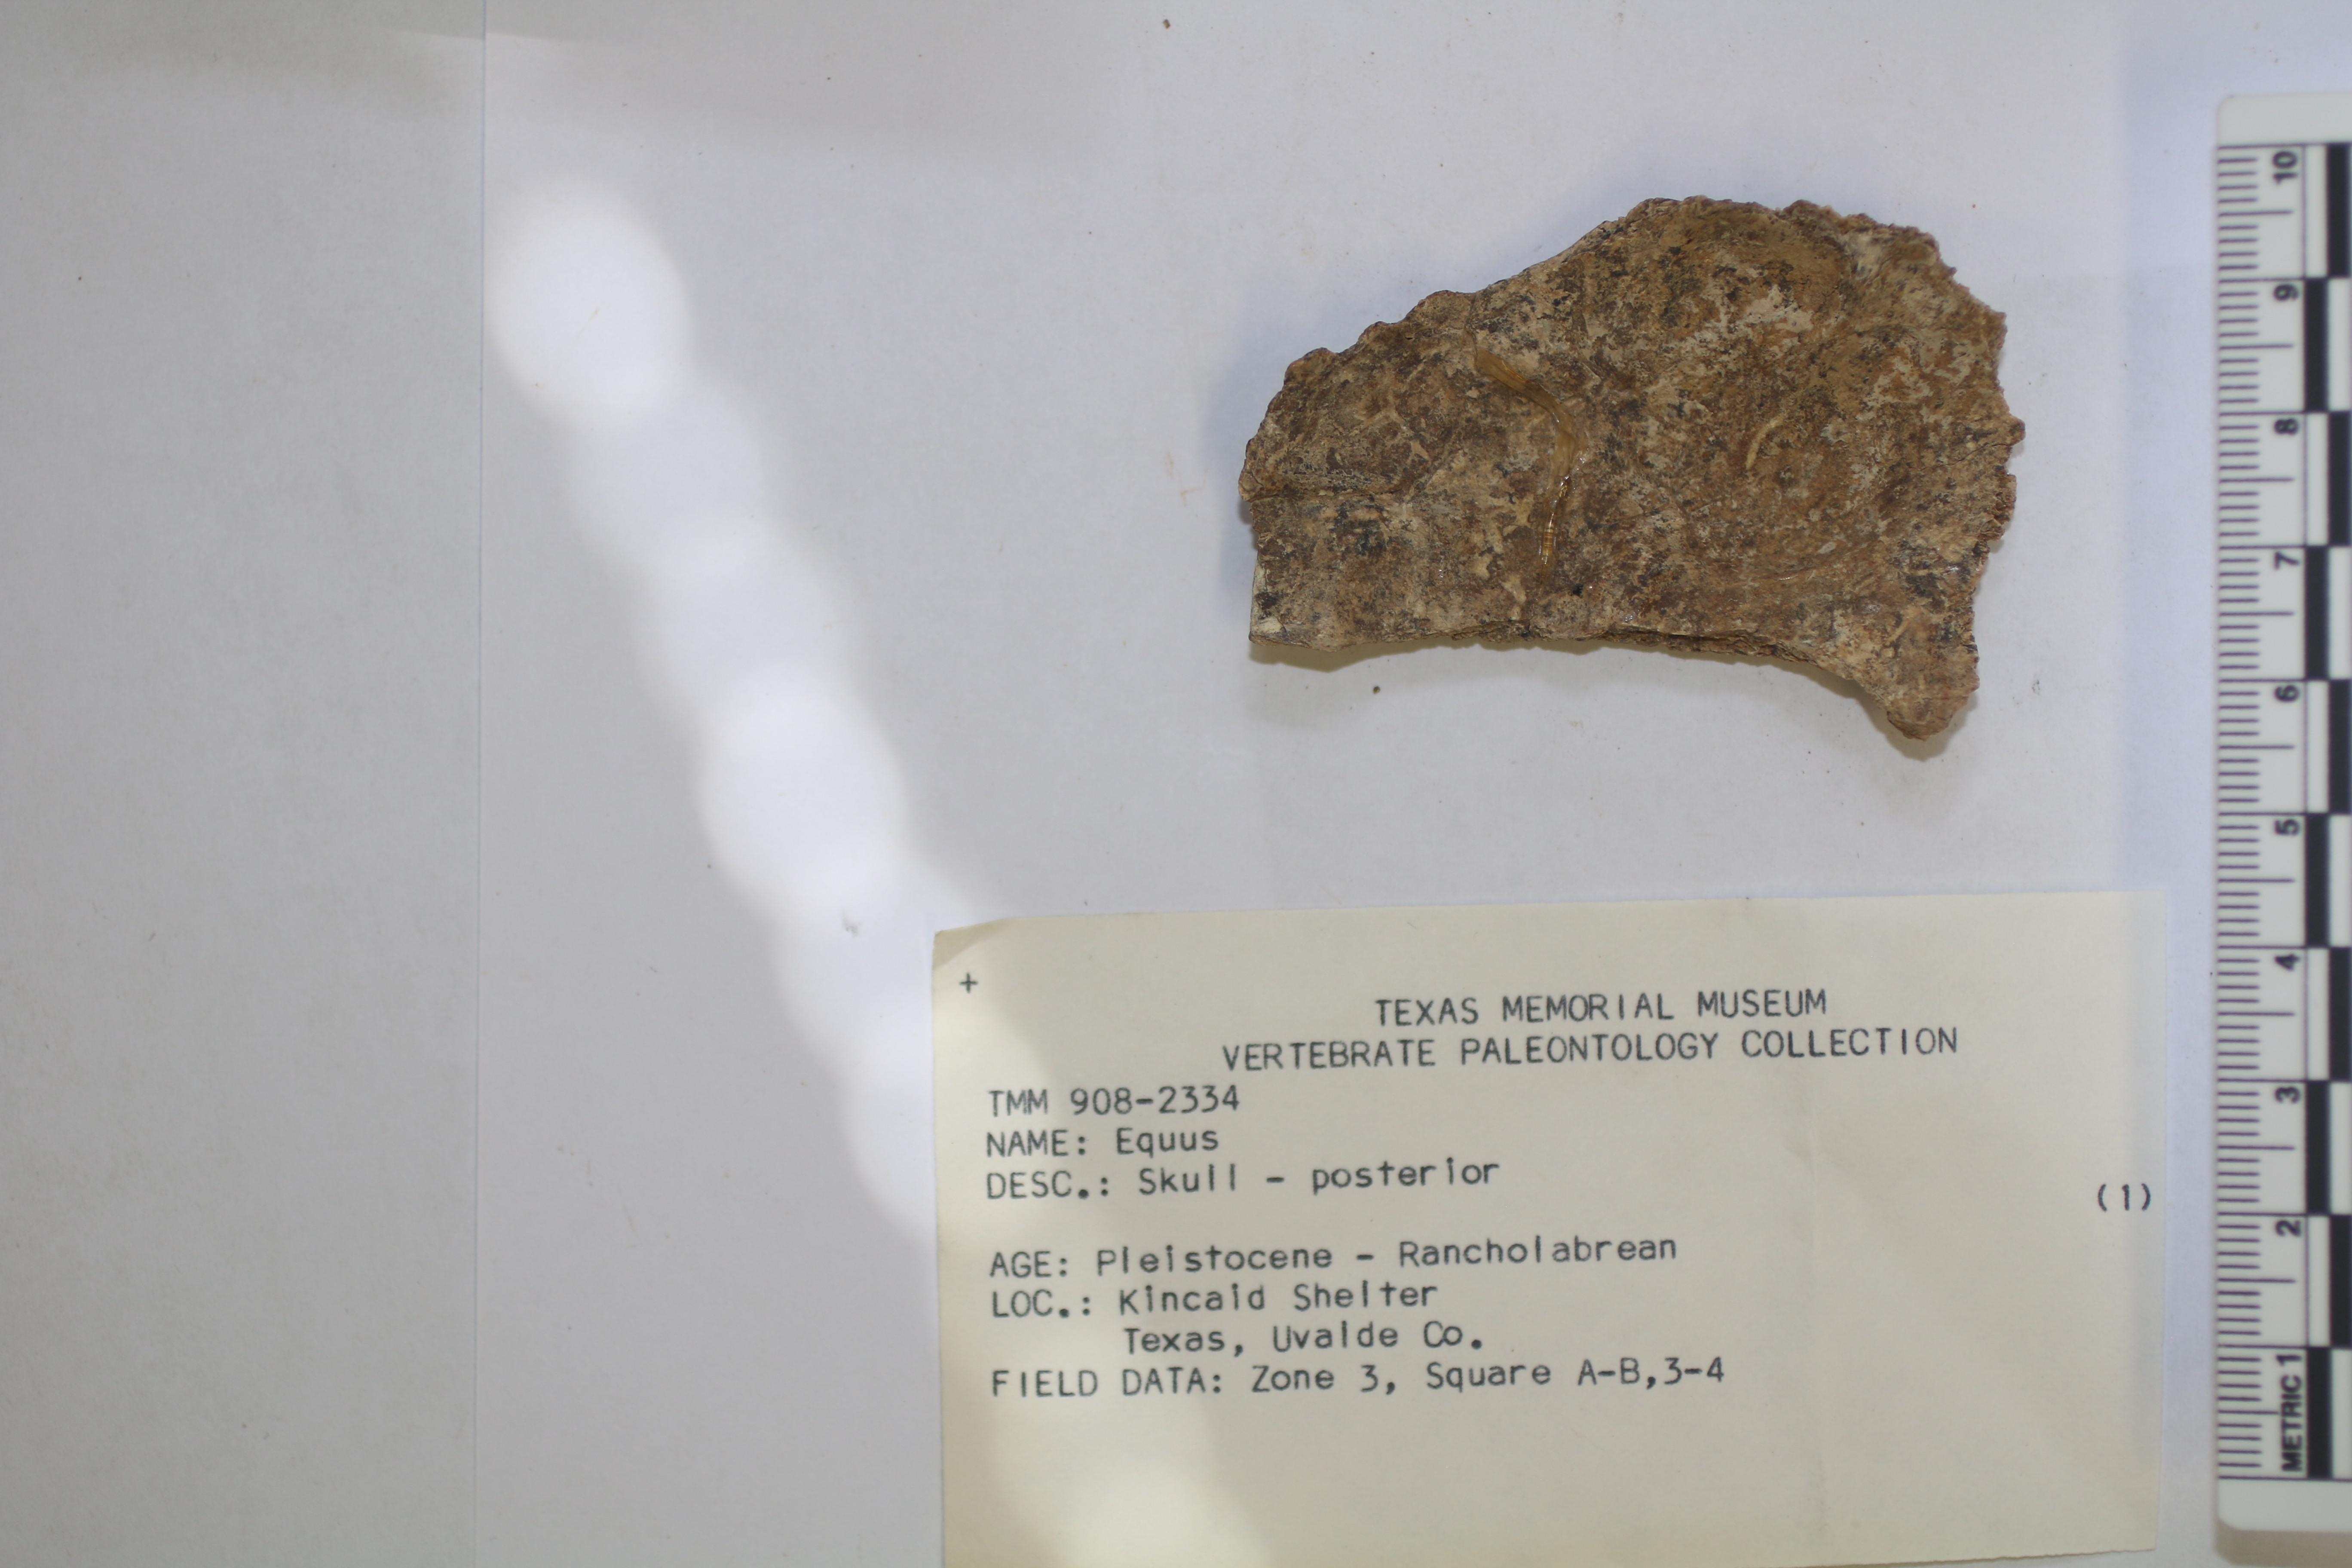 +
TEXAS MEMORIAL MUSEUM
VERTEBRATE PALEONTOLOGY COLLECTION
TMM 908-2334
NAME: Equus
DESC.: Skull - posterior
(1)
AGE: Pleistocene - Rancholabrean
LOC.: Kincaid Shelter
Texas, Uvalde Co.
FIELD DATA: Zone 3, Square A-B,3-4
METRIC 1 2 3 4 5 6 7 8 9 10